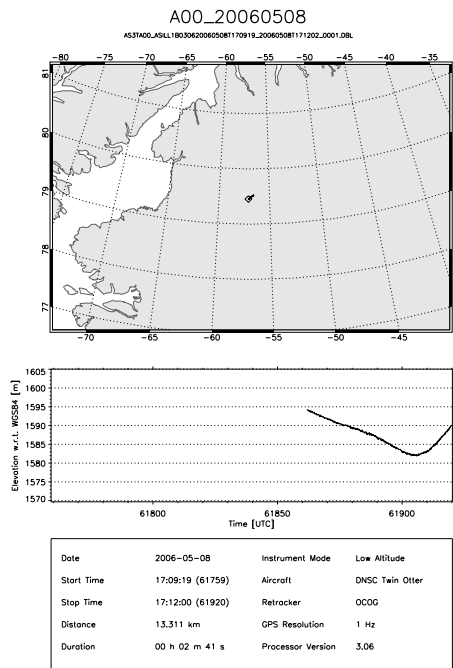 A00_20060508
AS3TA00_ASILL1B030620060508T170919_20060508T171202_0001.DBL
-80 -75 -70 -65 -60 -55 -50 -45 -40 -35
81
80
79
78
77
-70 -65 -60 -55 -50 -45
Elevation w.r.t. WGS84 [m]
1605
1600
1595
1590
1585
1580
1575
1570
61800 61850 61900
Time [UTC]
Date 2006-05-08 Instrument Mode Low Altitude
Start Time 17:09:19 (61759) Aircraft DNSC Twin Otter
Stop Time 17:12:00 (61920) Retracker OCOG
Distance 13.311 km GPS Resolution 1 Hz
Duration 00 h 02 m 41 s Processor Version 3.06